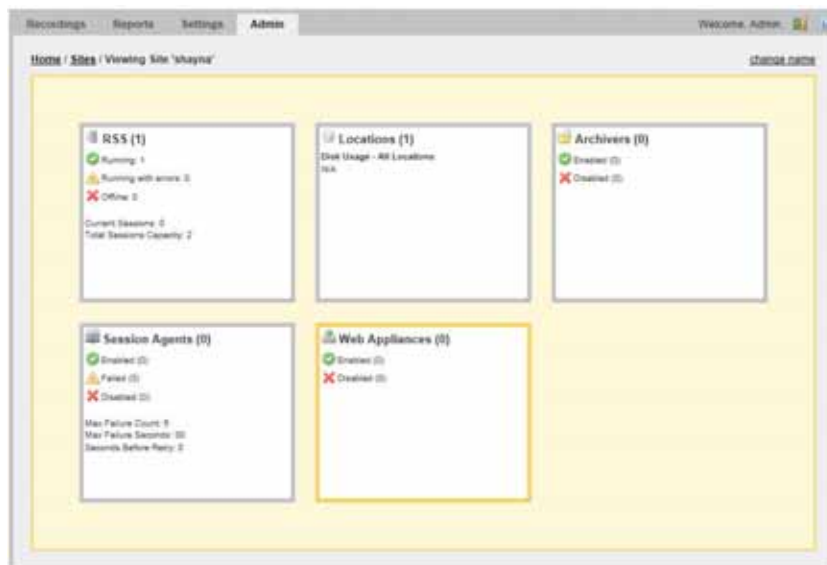 Recordings Reports Settings Admin Welcome, Admin
Home / Sites / Viewing Site 'shayna' change name
RSS (1)
Running: 1
Running with errors: 0
Offline: 0
Current Sessions: 0
Total Sessions Capacity: 2
Locations (1)
Disk Usage - All Locations
N/A
Archivers (0)
Enabled (0)
Disabled (0)
Session Agents (0)
Enabled (0)
Failed (0)
Disabled (0)
Max Failure Count: 5
Max Failure Seconds: 30
Seconds Before Retry: 0
Web Appliances (0)
Enabled (0)
Disabled (0)